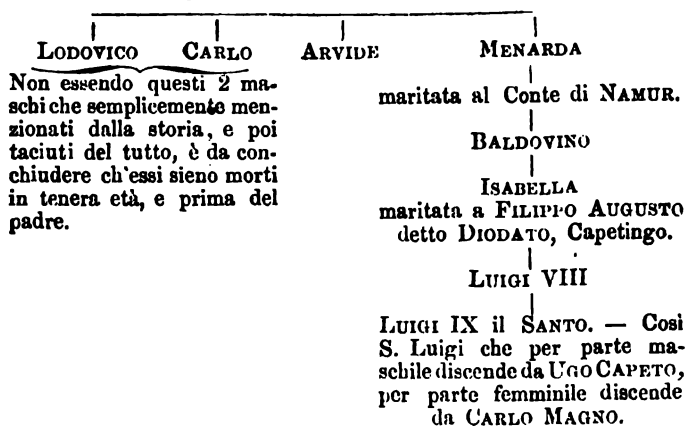 LODOVICO CARLO ARVIDE MENARDA
Non essendo questi 2 ma-
schi che semplicemente men-
zionati dalla storia, e poi
taciuti del tutto, è da con-
chiudere ch'essi sieno morti
in tenera età, e prima del
padre.
maritata al Conte di NAMUR.
BALDOVINO
ISABELLA
maritata a FILIPPO AUGUSTO
detto DIODATO, Capetingo.
LUIGI VIII
LUIGI IX il SANTO. — Così
S. Luigi che per parte ma-
schile discende da UGO CAPETO,
per parte femminile discende
da CARLO MAGNO.